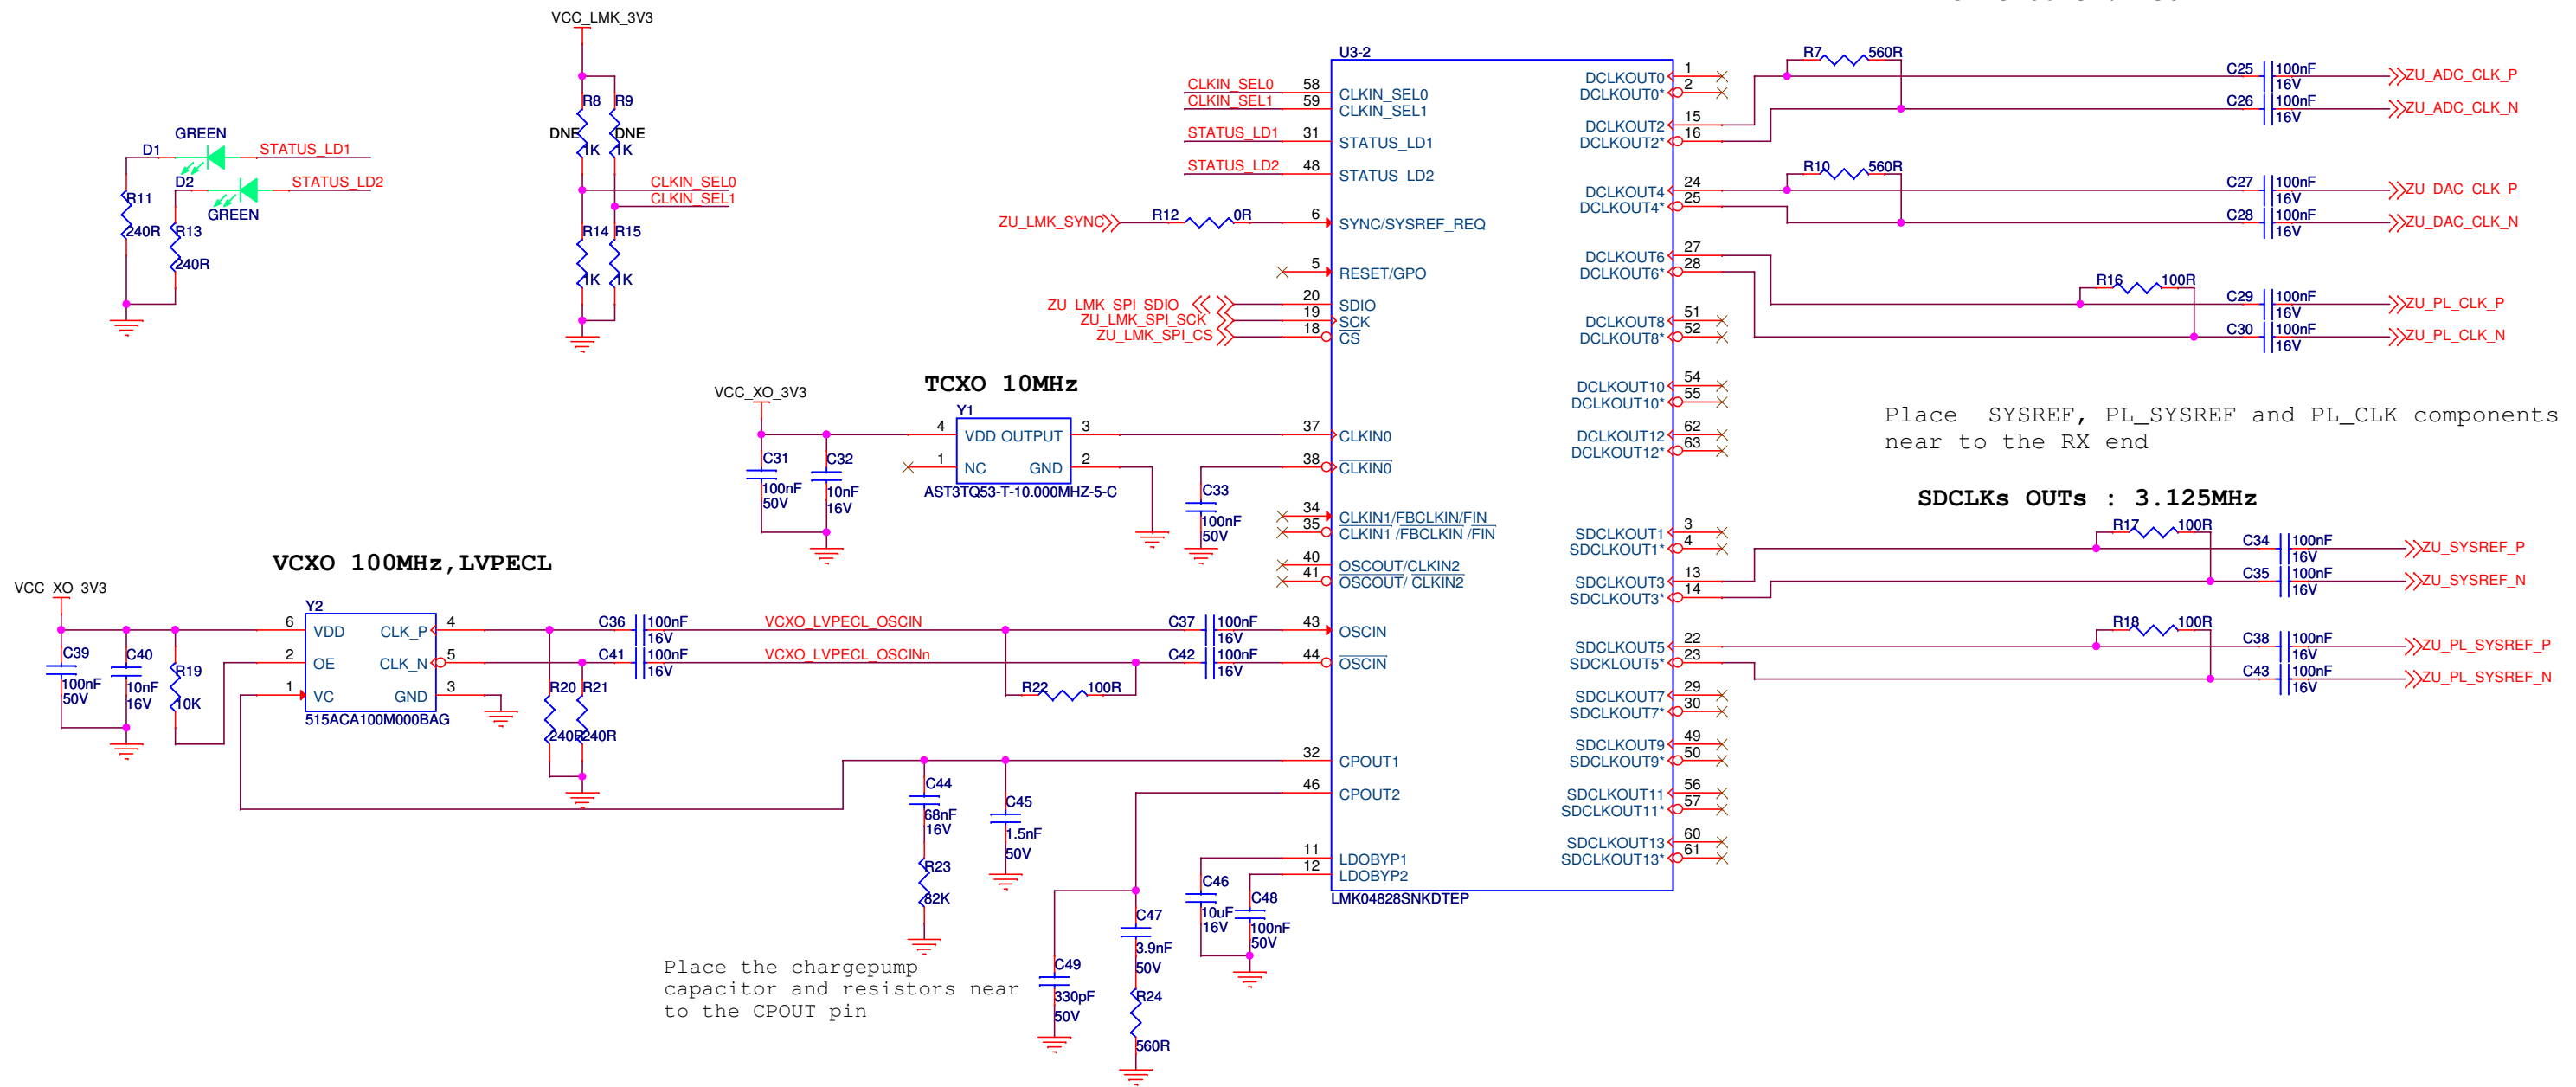 VCC_LMK_3V3
R8
R9
DNE
DNE
1K
1K
CLKIN_SEL0
CLKIN_SEL1
R14
R15
1K
1K
GREEN
D1
STATUS_LD1
D2
STATUS_LD2
GREEN
R11
240R
R13
240R
U3-2
CLKIN_SEL0
58
CLKIN_SEL0
CLKIN_SEL1
59
CLKIN_SEL1
STATUS_LD1
31
STATUS_LD1
STATUS_LD2
48
STATUS_LD2
ZU_LMK_SYNC
R12
0R
6
SYNC/SYSREF_REQ
5
RESET/GPO
ZU_LMK_SPI_SDIO
20
SDIO
ZU_LMK_SPI_SCK
19
SCK
ZU_LMK_SPI_CS
18
CS
TCXO 10MHz
VCC_XO_3V3
Y1
4
VDD
OUTPUT
3
1
NC
GND
2
AST3TQ53-T-10.000MHZ-5-C
C31
100nF
50V
C32
10nF
16V
37
CLKIN0
38
CLKIN0
C33
100nF
50V
34
CLKIN1/FBCLKIN/FIN
35
CLKIN1 /FBCLKIN /FIN
40
OSCOUT/CLKIN2
41
OSCOUT/ CLKIN2
VCXO 100MHz,LVPECL
VCC_XO_3V3
Y2
6
VDD
CLK_P
4
2
OE
CLK_N
5
1
VC
GND
3
515ACA100M000BAG
C39
100nF
50V
C40
10nF
16V
R19
10K
R20
R21
240R
240R
C36
100nF
16V
VCXO_LVPECL_OSCIN
C37
100nF
16V
43
OSCIN
C41
100nF
16V
VCXO_LVPECL_OSCINn
C42
100nF
16V
44
OSCIN
R22
100R
32
CPOUT1
46
CPOUT2
C44
68nF
16V
C45
1.5nF
50V
R23
82K
11
LDOBYP1
12
LDOBYP2
C46
10uF
16V
C48
100nF
50V
C47
3.9nF
50V
C49
330pF
50V
R24
560R
LMK04828SNKDTEP
Place the chargepump
capacitor and resistors near
to the CPOUT pin
DCLKOUT0
1
DCLKOUT0*
2
DCLKOUT2
15
DCLKOUT2*
16
DCLKOUT4
24
DCLKOUT4*
25
DCLKOUT6
27
DCLKOUT6*
28
DCLKOUT8
51
DCLKOUT8*
52
DCLKOUT10
54
DCLKOUT10*
55
DCLKOUT12
62
DCLKOUT12*
63
SDCLKOUT1
3
SDCLKOUT1*
4
SDCLKOUT3
13
SDCLKOUT3*
14
SDCLKOUT5
22
SDCKLOUT5*
23
SDCLKOUT7
29
SDCLKOUT7*
30
SDCLKOUT9
49
SDCLKOUT9*
50
SDCLKOUT11
56
SDCLKOUT11*
57
SDCLKOUT13
60
SDCLKOUT13*
61
R7
560R
C25
100nF
16V
ZU_ADC_CLK_P
C26
100nF
16V
ZU_ADC_CLK_N
R10
560R
C27
100nF
16V
ZU_DAC_CLK_P
C28
100nF
16V
ZU_DAC_CLK_N
R16
100R
C29
100nF
16V
ZU_PL_CLK_P
C30
100nF
16V
ZU_PL_CLK_N
Place SYSREF, PL_SYSREF and PL_CLK components
near to the RX end
SDCLKs OUTs : 3.125MHz
R17
100R
C34
100nF
16V
ZU_SYSREF_P
C35
100nF
16V
ZU_SYSREF_N
R18
100R
C38
100nF
16V
ZU_PL_SYSREF_P
C43
100nF
16V
ZU_PL_SYSREF_N